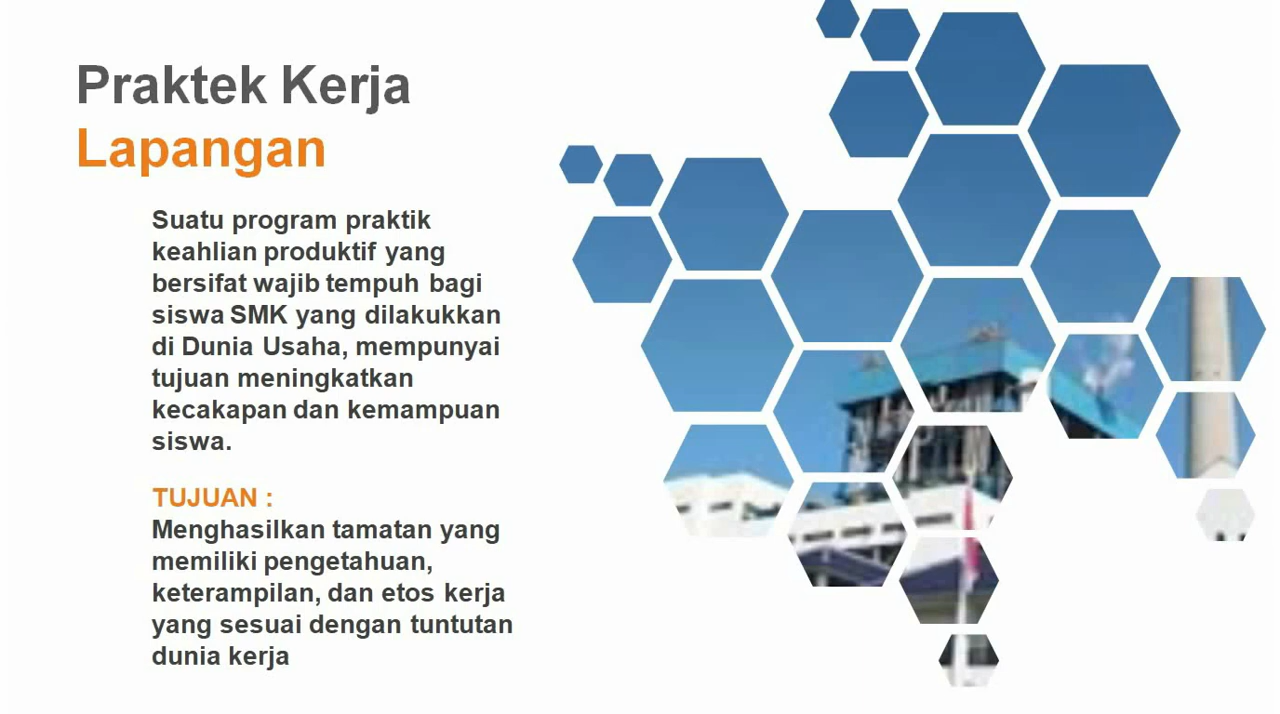 Praktek Kerja
Lapangan
Suatu program praktik
keahlian produktif yang
bersifat wajib tempuh bagi
siswa SMK yang dilakukkan
di Dunia Usaha, mempunyai
tujuan meningkatkan
kecakapan dan kemampuan
siswa.
TUJUAN :
Menghasilkan tamatan yang
memiliki pengetahuan,
keterampilan, dan etos kerja
yang sesuai dengan tuntutan
dunia kerja